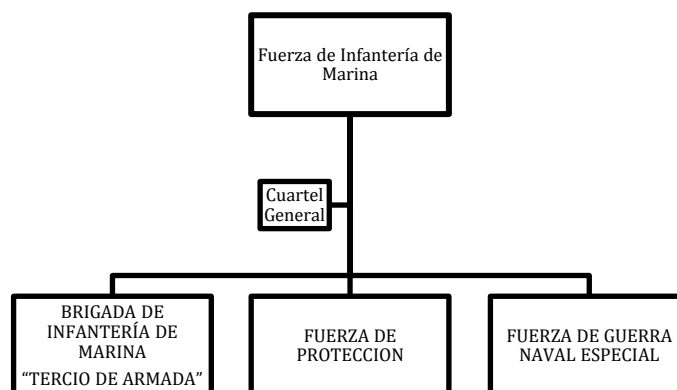 Fuerza de Infantería de
Marina
Cuartel
General
BRIGADA DE
INFANTERÍA DE
MARINA
“TERCIO DE ARMADA”
FUERZA DE
PROTECCION
FUERZA DE GUERRA
NAVAL ESPECIAL